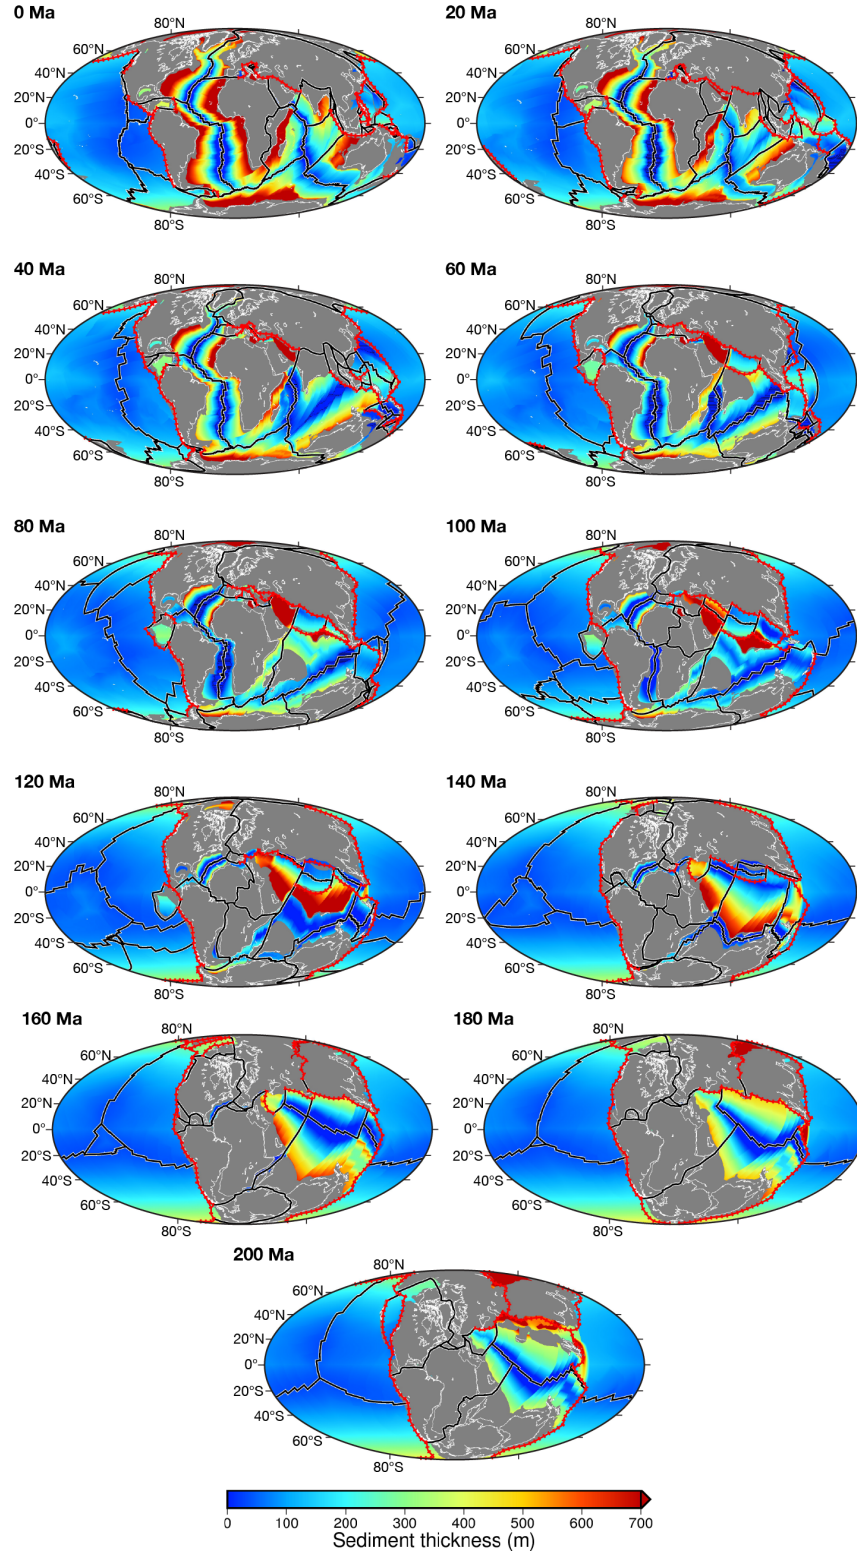 0 Ma
20 Ma
80°N
80°N
60°N
60°N
40°N
40°N
20°N
20°N
0°
0°
20°S
20°S
40°S
40°S
60°S
60°S
80°S
80°S
40 Ma
60 Ma
80°N
80°N
60°N
60°N
40°N
40°N
20°N
20°N
0°
0°
20°S
20°S
40°S
40°S
60°S
60°S
80°S
80°S
80 Ma
100 Ma
80°N
80°N
60°N
60°N
40°N
40°N
20°N
20°N
0°
0°
20°S
20°S
40°S
40°S
60°S
60°S
80°S
80°S
120 Ma
140 Ma
80°N
80°N
60°N
60°N
40°N
40°N
20°N
20°N
0°
0°
20°S
20°S
40°S
40°S
60°S
60°S
80°S
80°S
160 Ma
180 Ma
80°N
80°N
60°N
60°N
40°N
40°N
20°N
20°N
0°
0°
20°S
20°S
40°S
40°S
60°S
60°S
80°S
80°S
200 Ma
80°N
60°N
40°N
20°N
0°
20°S
40°S
60°S
80°S
0 100 200 300 400 500 600 700
Sediment thickness (m)